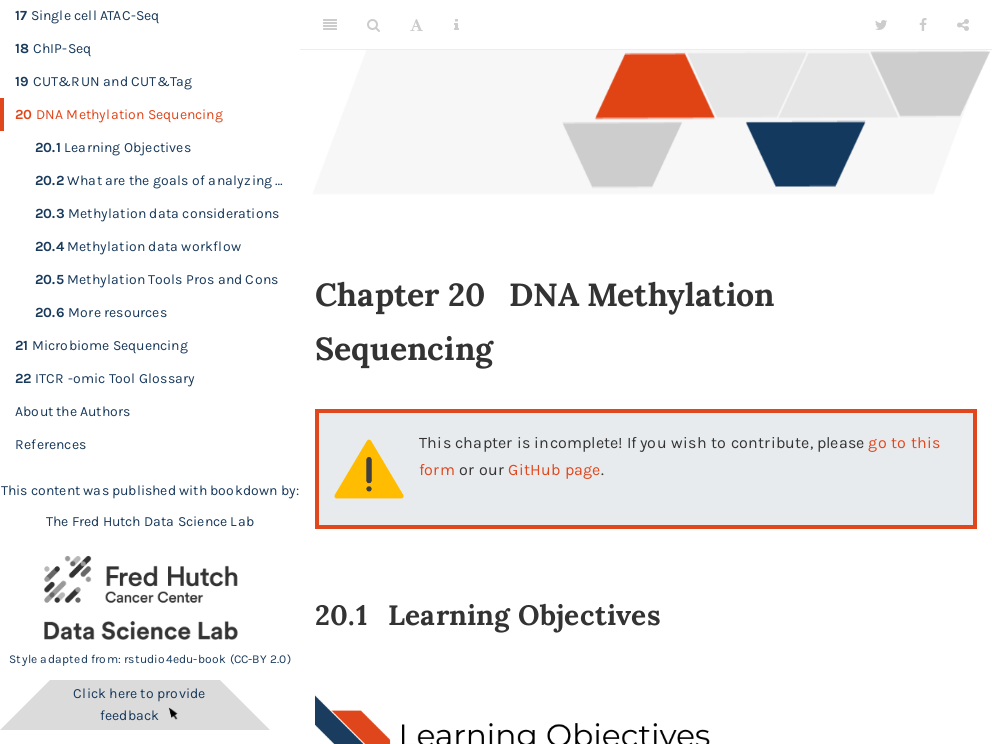 17 Single cell ATAC-Seq
18 ChIP-Seq
19 CUT&RUN and CUT&Tag
20 DNA Methylation Sequencing
20.1 Learning Objectives
20.2 What are the goals of analyzing ...
20.3 Methylation data considerations
20.4 Methylation data workflow
20.5 Methylation Tools Pros and Cons
20.6 More resources
21 Microbiome Sequencing
22 ITCR -omic Tool Glossary
About the Authors
References
This content was published with bookdown by:
The Fred Hutch Data Science Lab
Fred Hutch
Cancer Center
Data Science Lab
Style adapted from: rstudio4edu-book (CC-BY 2.0)
Click here to provide
feedback
A
Chapter 20 DNA Methylation
Sequencing
This chapter is incomplete! If you wish to contribute, please go to this
form or our GitHub page.
20.1 Learning Objectives
Learning Objectives